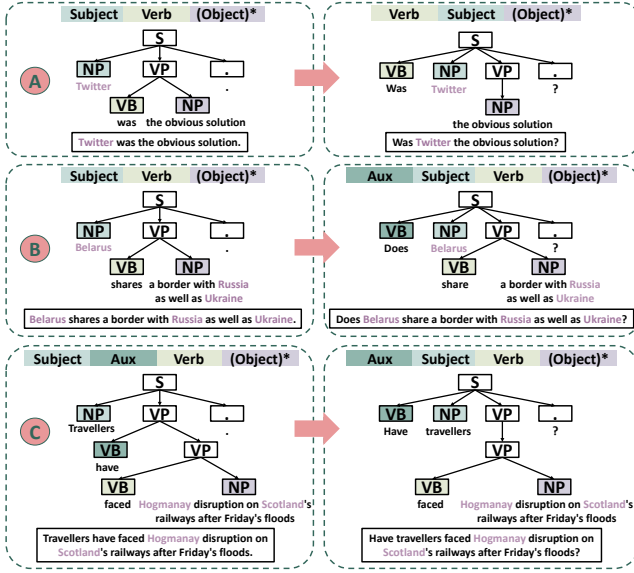 Subject Verb (Object)*
S
NP VP .
Twitter .
VB NP
was the obvious solution
Twitter was the obvious solution.
A
Verb Subject (Object)*
S
VB NP VP .
Was Twitter ?
NP
the obvious solution
Was Twitter the obvious solution?
Subject Verb (Object)*
S
NP VP .
Belarus .
VB NP
shares a border with Russia
as well as Ukraine
Belarus shares a border with Russia as well as Ukraine.
B
Aux Subject Verb (Object)*
S
VB NP VP .
Does Belarus ?
VB NP
share a border with Russia
as well as Ukraine
Does Belarus share a border with Russia as well as Ukraine?
Subject Aux Verb (Object)*
S
NP VP .
Travellers .
VB VP
have
VB NP
faced Hogmanay disruption on Scotland's
railways after Friday's floods
Travellers have faced Hogmanay disruption on
Scotland's railways after Friday's floods.
C
Aux Subject Verb (Object)*
S
VB NP VP .
Have travellers ?
VP
VB NP
faced Hogmanay disruption on Scotland's
railways after Friday's floods
Have travellers faced Hogmanay disruption on
Scotland's railways after Friday's floods?